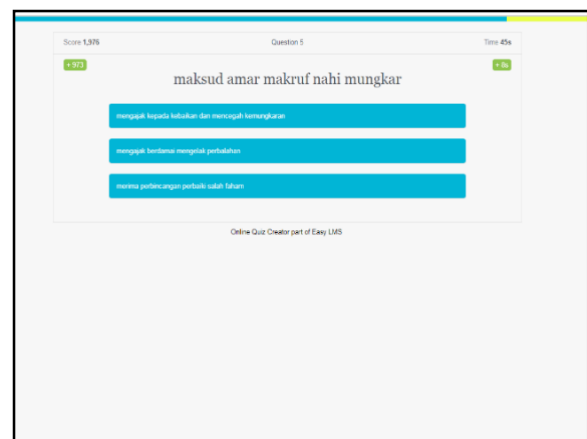 Score 1,976 Question 5 Time 45s
+ 973 + 8s
maksud amar makruf nahi mungkar
mengajak kepada kebaikan dan mencegah kemungkaran
mengajak berdamai mengelak perbalahan
merima perbincangan perbaiki salah faham
Online Quiz Creator part of Easy LMS